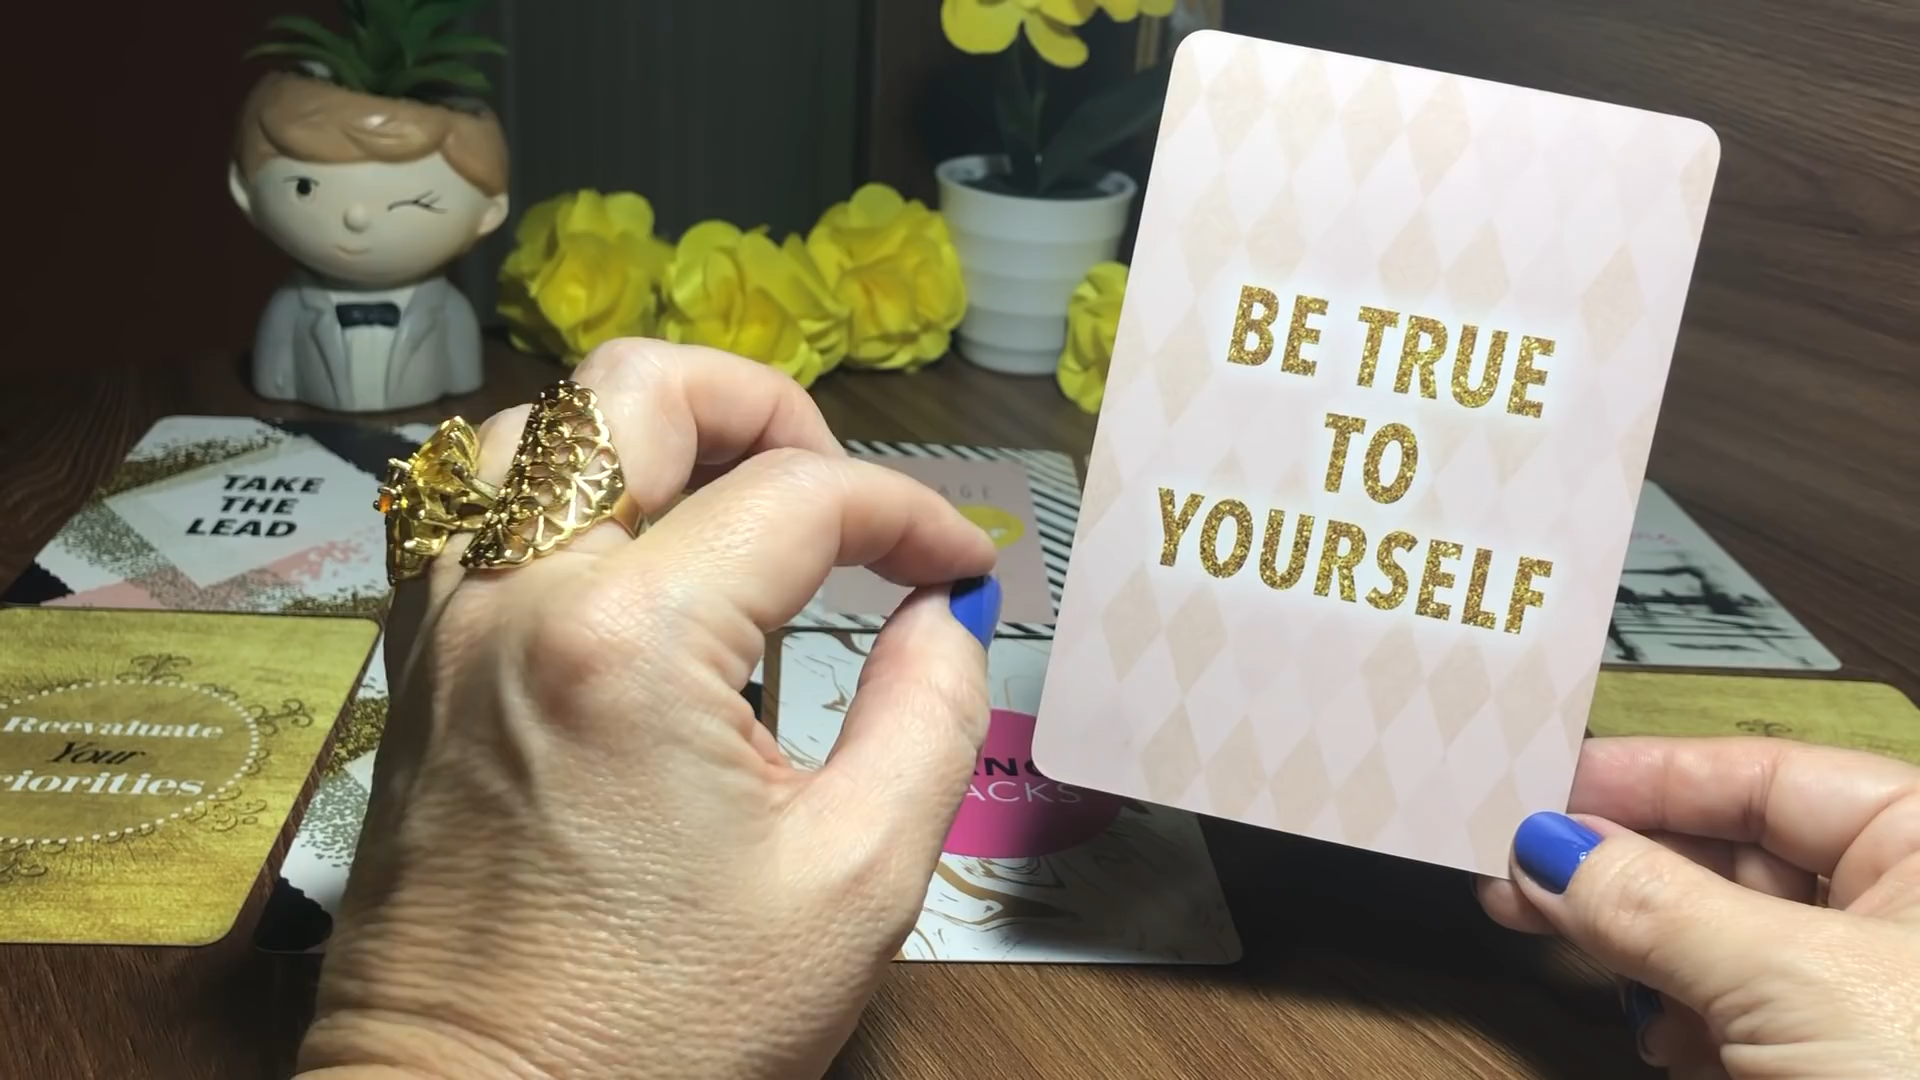 BE TRUE
TO
YOURSELF
TAKE
THE
LEAD
Reevaluate
Your